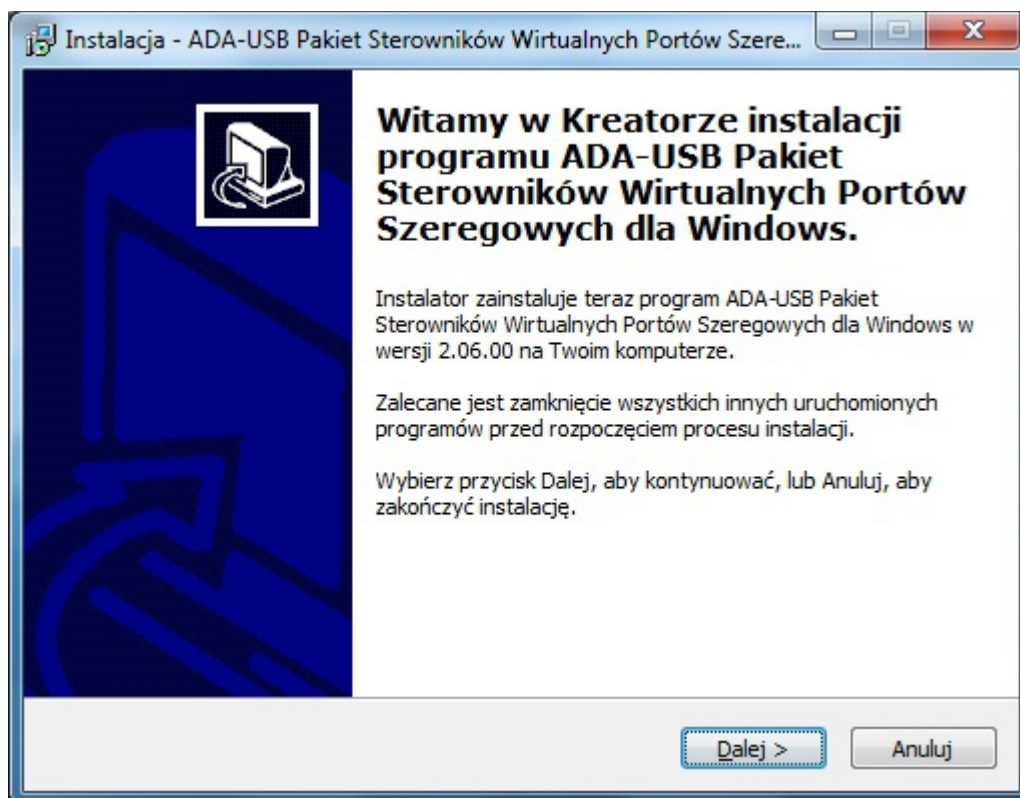 Instalacja - ADA-USB Pakiet Sterowników Wirtualnych Portów Szere...
Witamy w Kreatorze instalacji
programu ADA-USB Pakiet
Sterowników Wirtualnych Portów
Szeregowych dla Windows.
Instalator zainstaluje teraz program ADA-USB Pakiet
Sterowników Wirtualnych Portów Szeregowych dla Windows w
wersji 2.06.00 na Twoim komputerze.
Zalecane jest zamknięcie wszystkich innych uruchomionych
programów przed rozpoczęciem procesu instalacji.
Wybierz przycisk Dalej, aby kontynuować, lub Anuluj, aby
zakończyć instalację.
Dalej > Anuluj